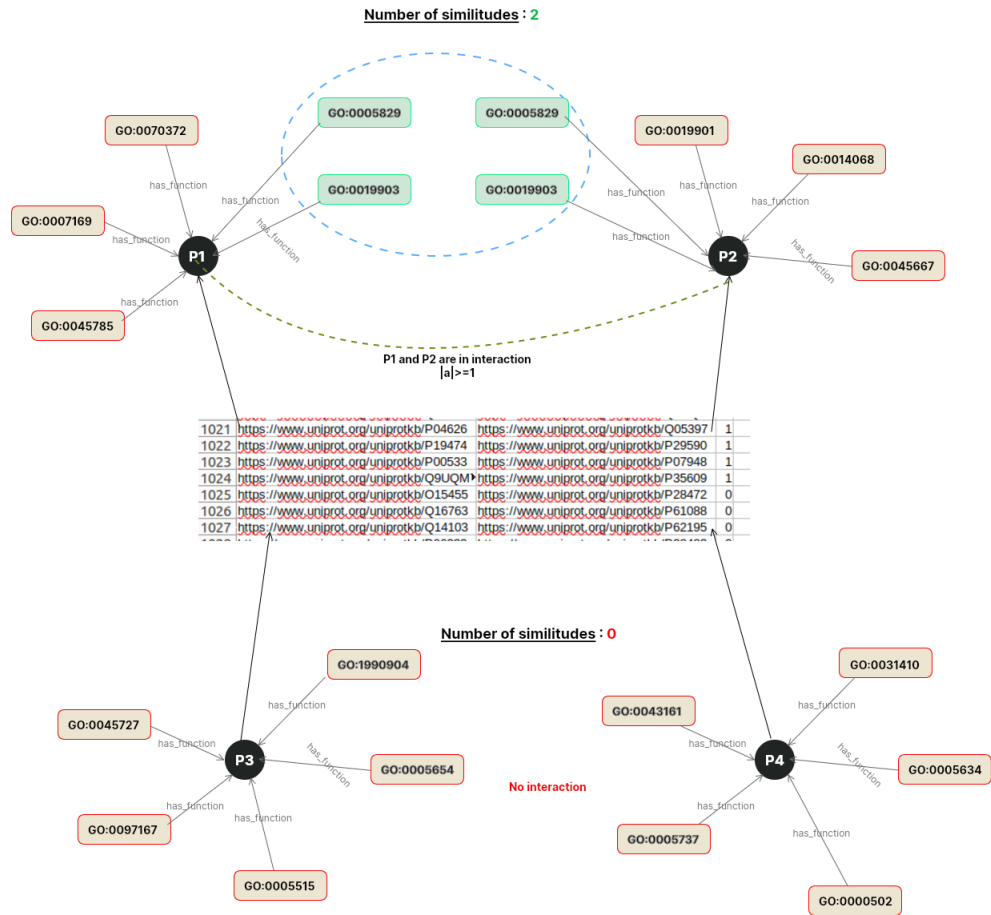 Number of similitudes : 2
GO:0005829
GO:0005829
GO:0070372
GO:0019901
GO:0014068
has_function
has_function
has_function
has_function
has_function
GO:0019903
GO:0019903
GO:0007169
has_function
has_function
has_function
has_function
has_function
P1
P2
GO:0045667
has_function
GO:0045785
P1 and P2 are in interaction
|a|>=1
1021 https://www.uniprot.org/uniprotkb/P04626 https://www.uniprot.org/uniprotkb/Q05397 1
1022 https://www.uniprot.org/uniprotkb/P19474 https://www.uniprot.org/uniprotkb/P29590 1
1023 https://www.uniprot.org/uniprotkb/P00533 https://www.uniprot.org/uniprotkb/P07948 1
1024 https://www.uniprot.org/uniprotkb/Q9UQM https://www.uniprot.org/uniprotkb/P35609 1
1025 https://www.uniprot.org/uniprotkb/O15455 https://www.uniprot.org/uniprotkb/P28472 0
1026 https://www.uniprot.org/uniprotkb/Q16763 https://www.uniprot.org/uniprotkb/P61088 0
1027 https://www.uniprot.org/uniprotkb/Q14103 https://www.uniprot.org/uniprotkb/P62195 0
Number of similitudes : 0
GO:1990904
GO:0031410
has_function
has_function
GO:0045727
GO:0043161
has_function
has_function
has_function
has_function
P3
P4
GO:0005654
GO:0005634
No interaction
has_function
has_function
has_function
has_function
GO:0097167
GO:0005737
GO:0005515
GO:0000502